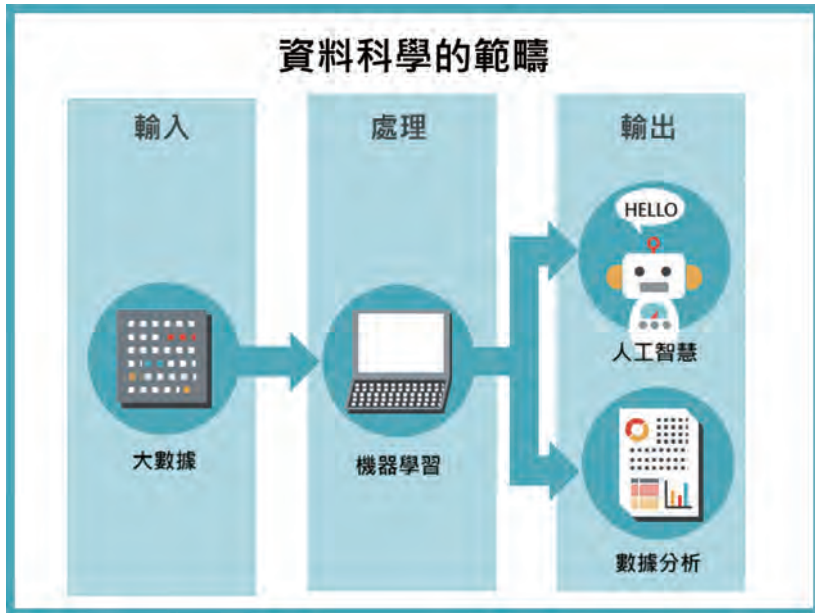 資料科學的範疇
輸入
處理
輸出
HELLO
人工智慧
大數據
機器學習
數據分析